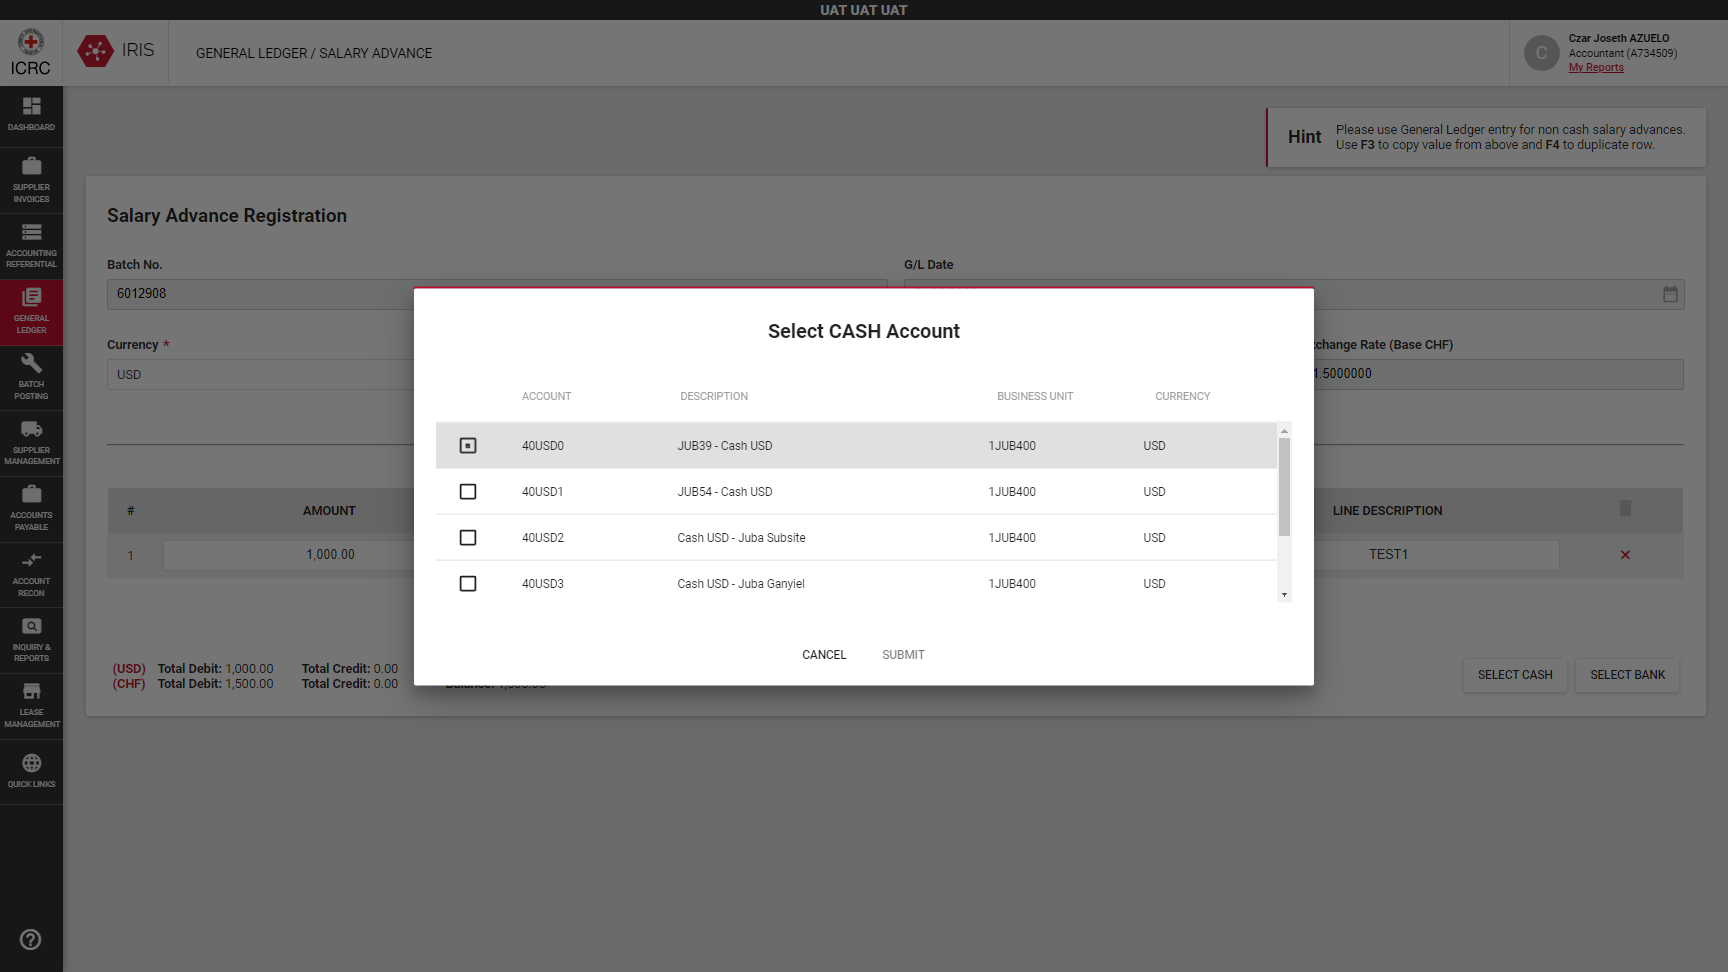 UAT UAT UAT
ICRC
IRIS
GENERAL LEDGER / SALARY ADVANCE
C
Czar Joseth AZUELO
Accountant (A734509)
My Reports
DASHBOARD
SUPPLIER
INVOICES
ACCOUNTING
REFERENTIAL
GENERAL
LEDGER
BATCH
POSTING
SUPPLIER
MANAGEMENT
ACCOUNTS
PAYABLE
ACCOUNT
RECON
INQUIRY &
REPORTS
LEASE
MANAGEMENT
QUICK LINKS
Hint
Please use General Ledger entry for non cash salary advances.
Use F3 to copy value from above and F4 to duplicate row.
Salary Advance Registration
Batch No.
G/L Date
6012908
Currency *
change Rate (Base CHF)
USD
1.5000000
# AMOUNT LINE DESCRIPTION
1 1,000.00 TEST1
(USD) Total Debit: 1,000.00 Total Credit: 0.00
(CHF) Total Debit: 1,500.00 Total Credit: 0.00
SELECT CASH
SELECT BANK
Select CASH Account
ACCOUNT DESCRIPTION BUSINESS UNIT CURRENCY
40USD0 JUB39 - Cash USD 1JUB400 USD
40USD1 JUB54 - Cash USD 1JUB400 USD
40USD2 Cash USD - Juba Subsite 1JUB400 USD
40USD3 Cash USD - Juba Ganyiel 1JUB400 USD
CANCEL
SUBMIT